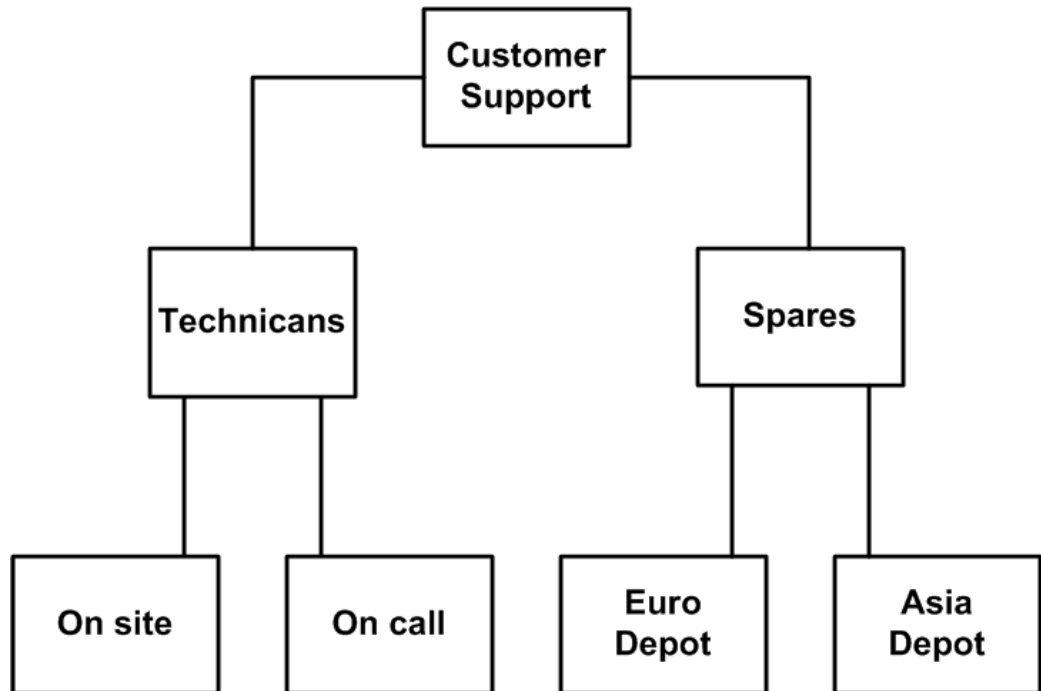 Customer
Support
Technicans
Spares
On site
On call
Euro
Depot
Asia
Depot